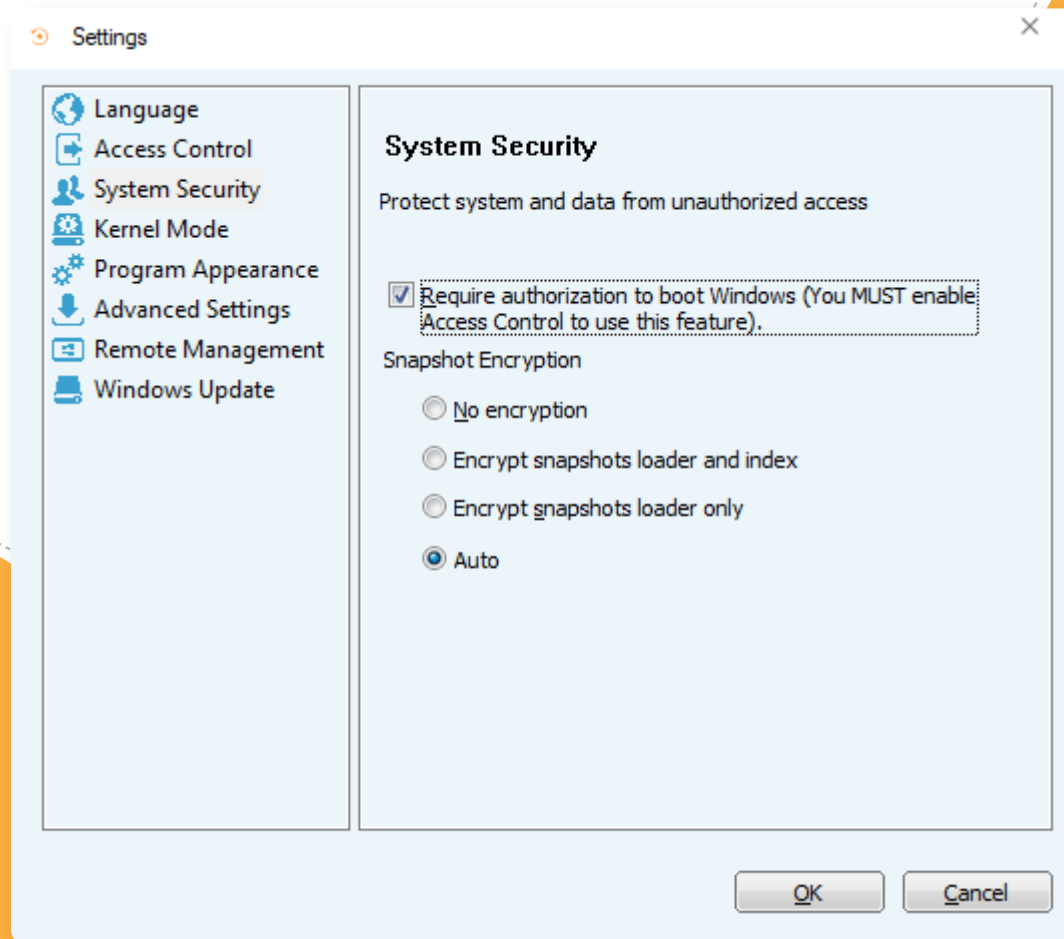 Settings
Language
Access Control
System Security
Kernel Mode
Program Appearance
Advanced Settings
Remote Management
Windows Update
System Security
Protect system and data from unauthorized access
Require authorization to boot Windows (You MUST enable
Access Control to use this feature).
Snapshot Encryption
No encryption
Encrypt snapshots loader and index
Encrypt snapshots loader only
Auto
OK
Cancel